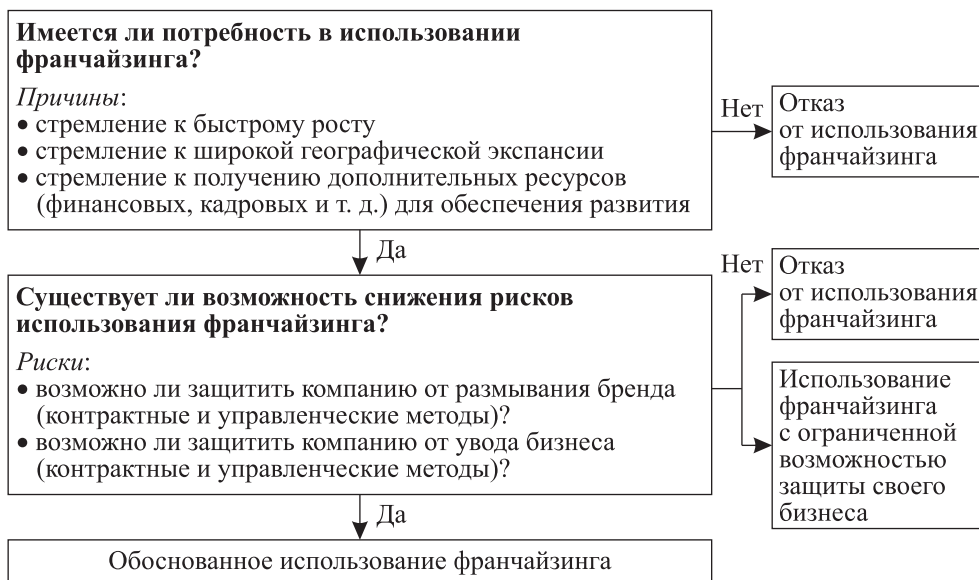 Имеется ли потребность в использовании
франчайзинга?
Причины:
• стремление к быстрому росту
• стремление к широкой географической экспансии
• стремление к получению дополнительных ресурсов
(финансовых, кадровых и т. д.) для обеспечения развития
Нет
Отказ
от использования
франчайзинга
Да
Существует ли возможность снижения рисков
использования франчайзинга?
Риски:
• возможно ли защитить компанию от размывания бренда
(контрактные и управленческие методы)?
• возможно ли защитить компанию от увода бизнеса
(контрактные и управленческие методы)?
Нет
Отказ
от использования
франчайзинга
Использование
франчайзинга
с ограниченной
возможностью
защиты своего
бизнеса
Да
Обоснованное использование франчайзинга